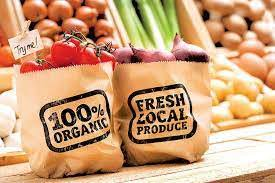 Try me!
100%
ORGANIC
FRESH
LOCAL
PRODUCE